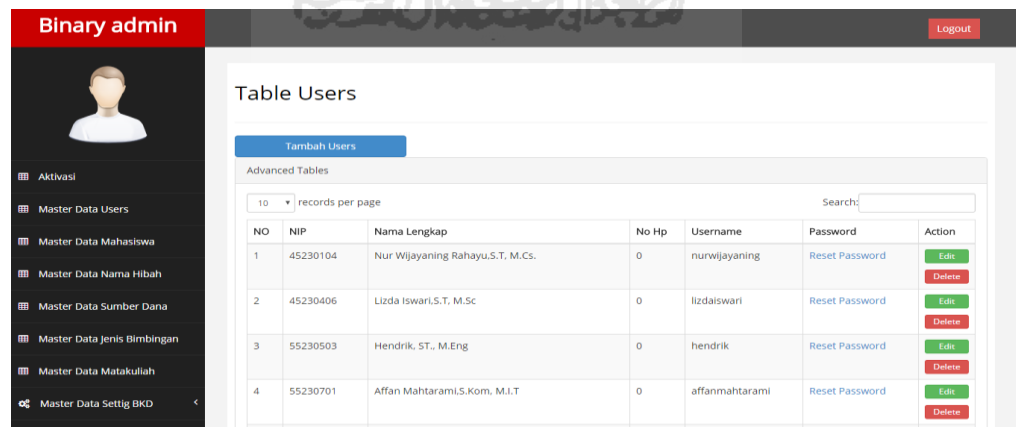 Binary admin
Logout
Aktivasi
Master Data Users
Master Data Mahasiswa
Master Data Nama Hibah
Master Data Sumber Dana
Master Data Jenis Bimbingan
Master Data Matakuliah
Master Data Settig BKD
Table Users
Tambah Users
Advanced Tables
10 records per page Search:
NO NIP Nama Lengkap No Hp Username Password Action
1 45230104 Nur Wijayaning Rahayu,S.T, M.Cs. 0 nurwijayaning Reset Password Edit
Delete
2 45230406 Lizda Iswari,S.T, M.Sc 0 lizdaiswari Reset Password Edit
Delete
3 55230503 Hendrik, ST., M.Eng 0 hendrik Reset Password Edit
Delete
4 55230701 Affan Mahtarami,S.Kom, M.I.T 0 affanmahtarami Reset Password Edit
Delete